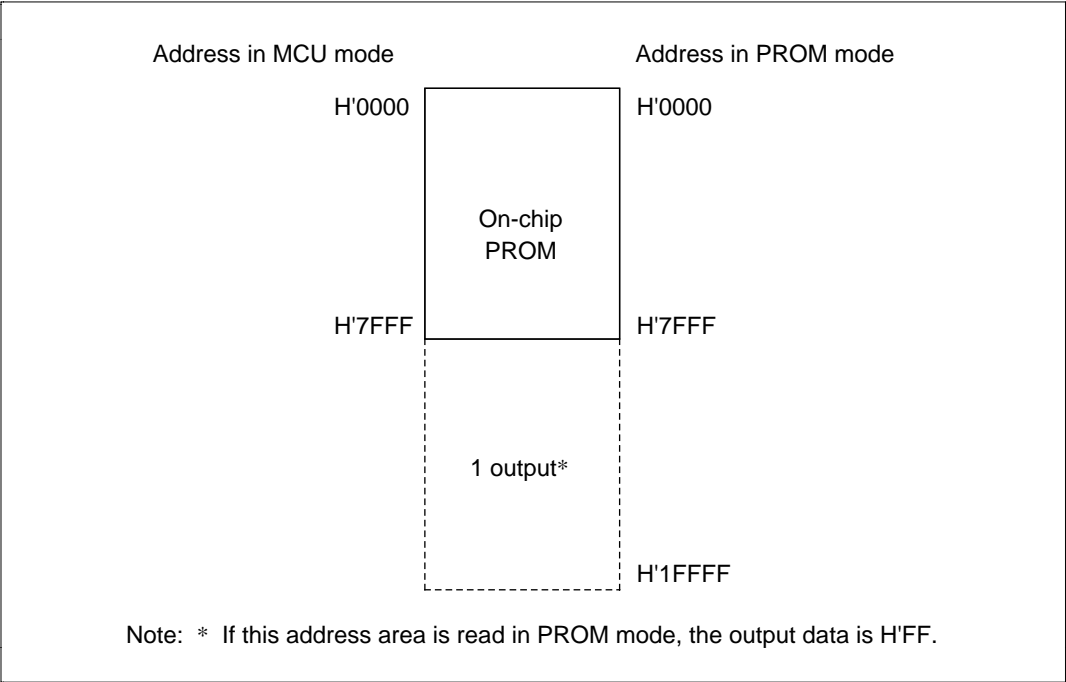 Address in MCU mode Address in PROM mode
H'0000 H'0000
On-chip
PROM
H'7FFF H'7FFF
1 output*
H'1FFFF
Note: * If this address area is read in PROM mode, the output data is H'FF.